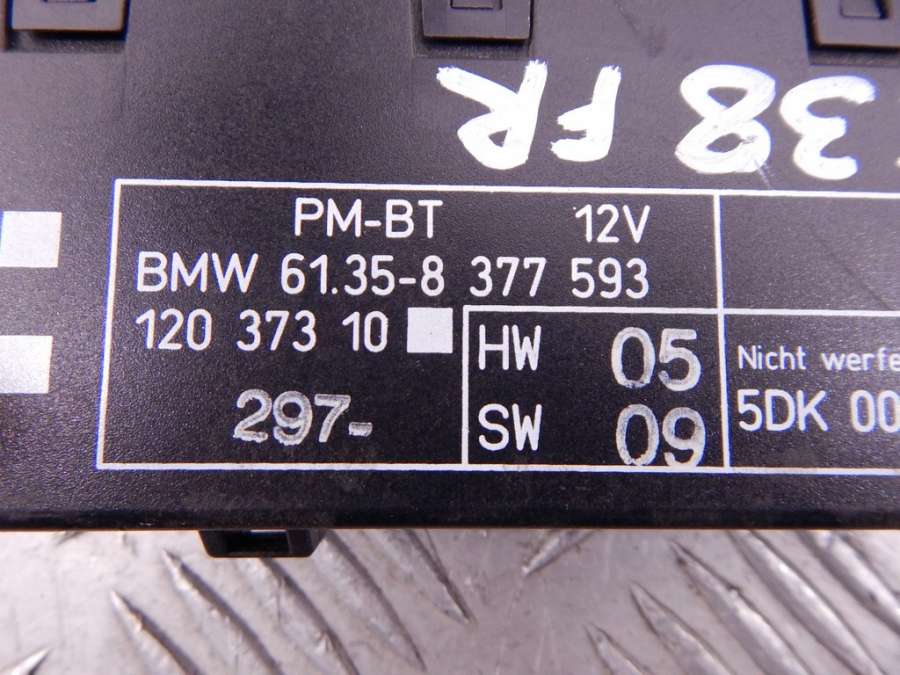 38 FR
PM-BT 12V
BMW 61.35-8 377 593
120 373 10
297-
HW 05
SW 09
Nicht werfe
5DK 00